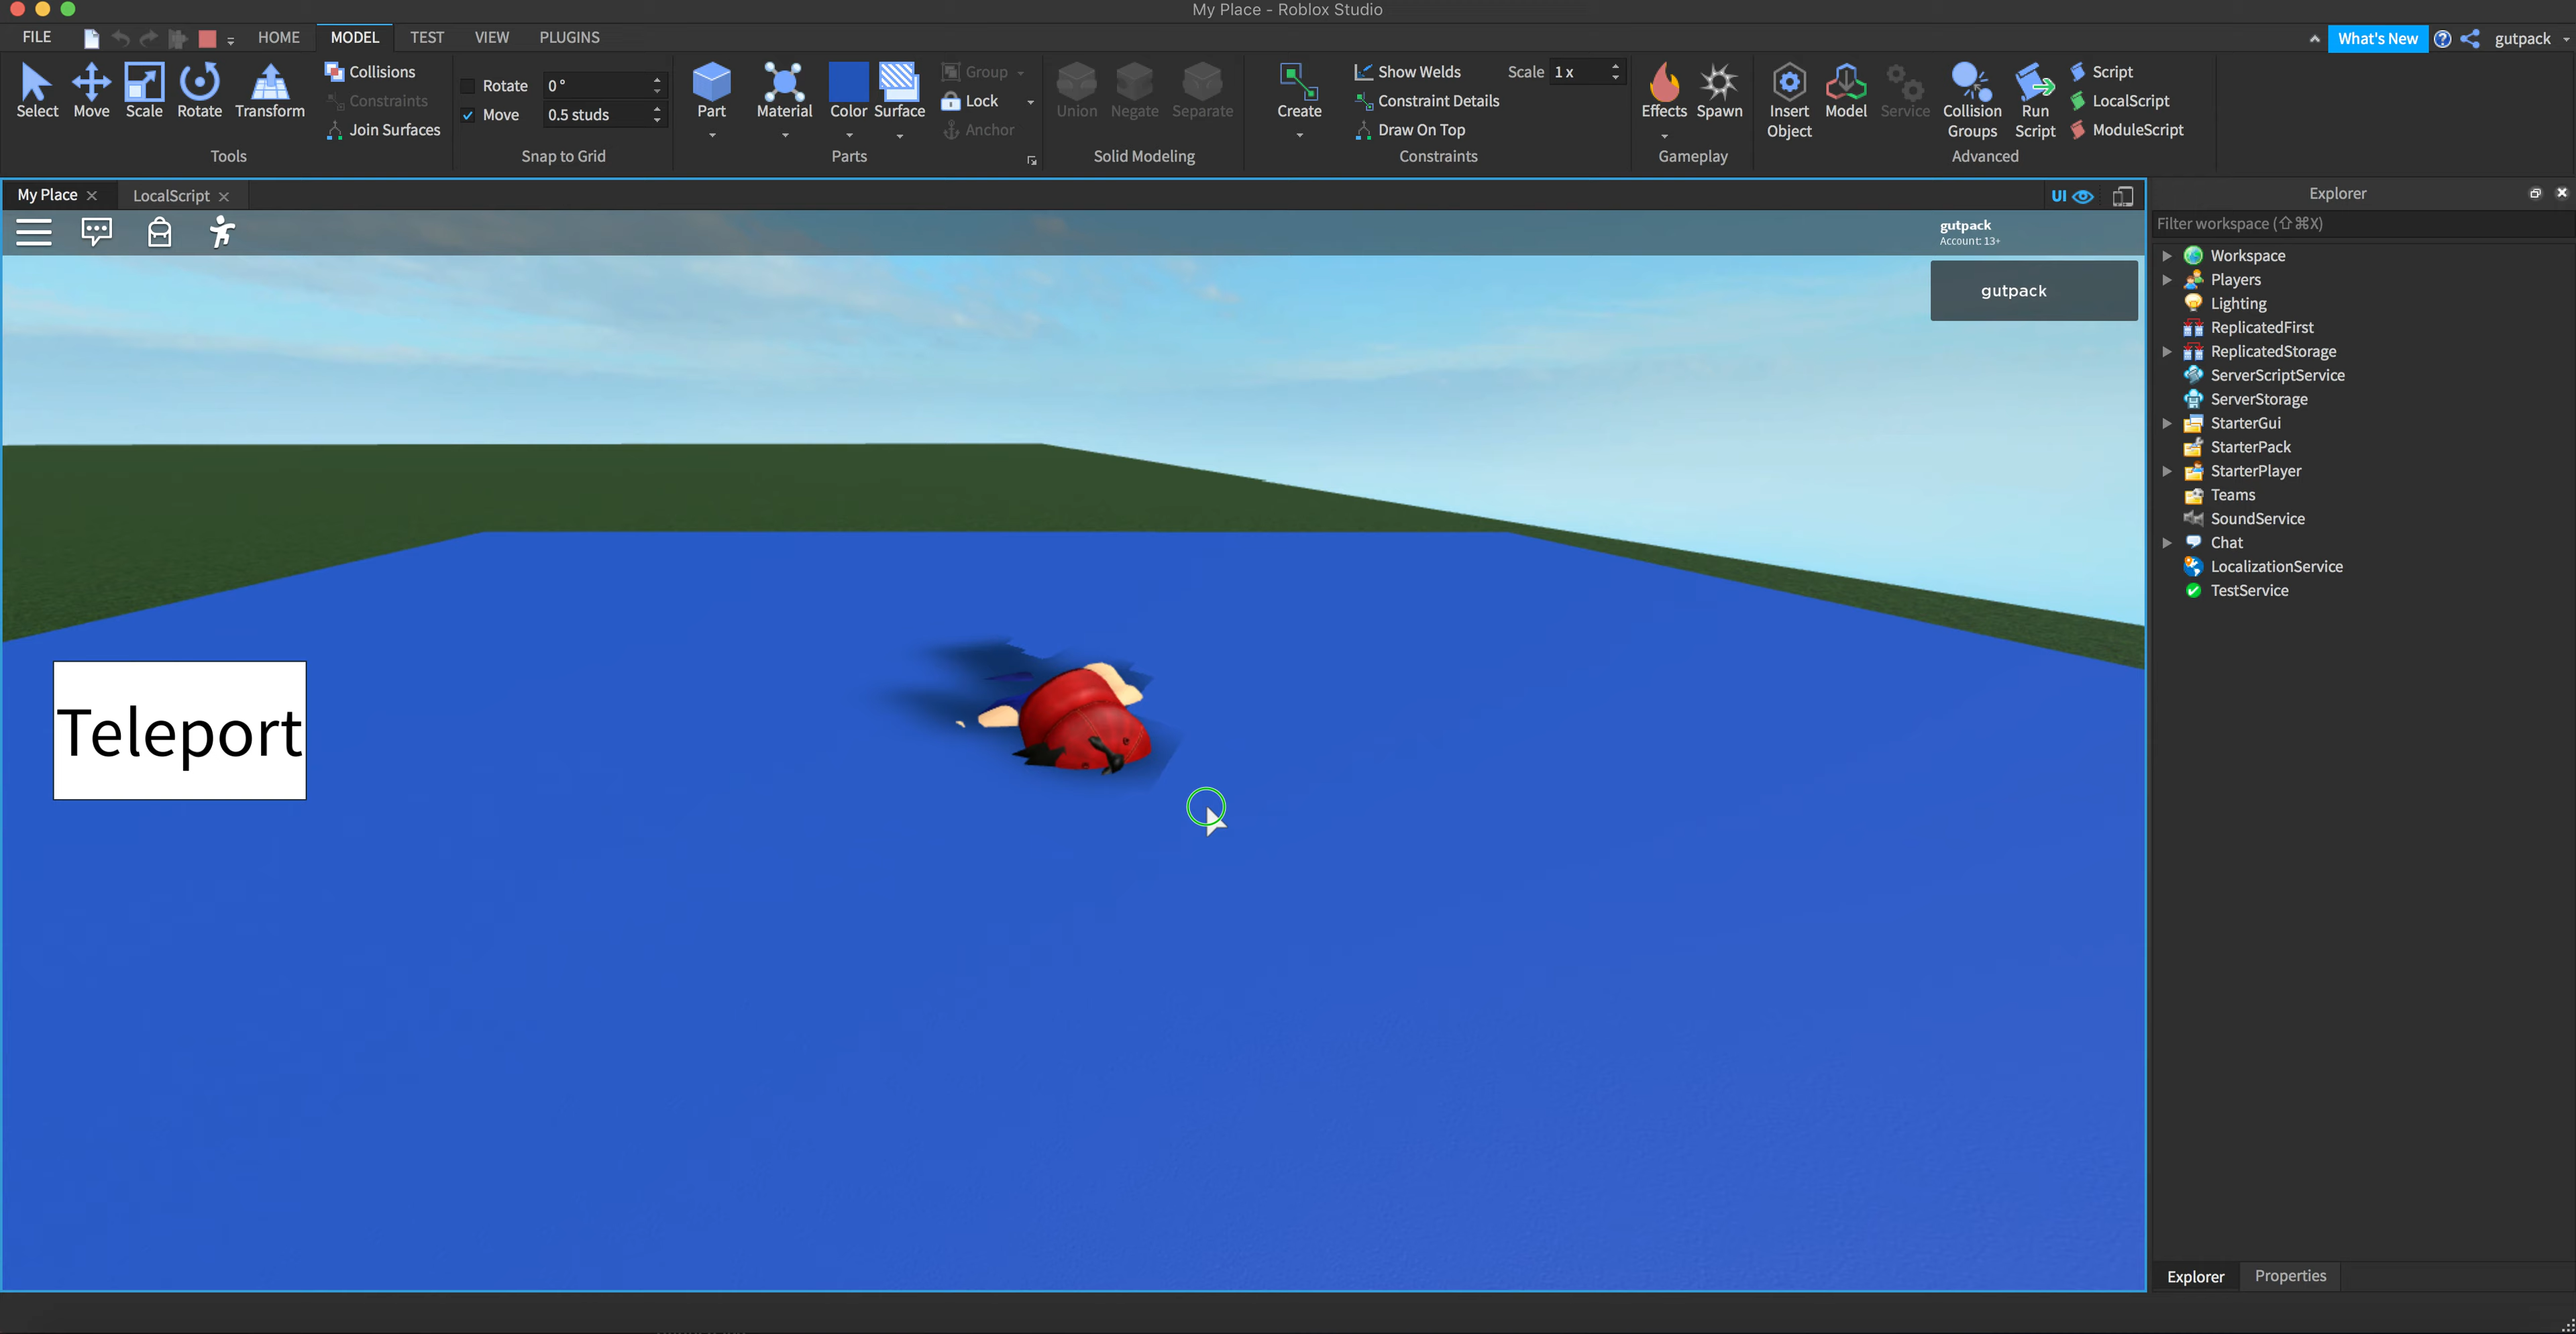 My Place - Roblox Studio
FILE HOME MODEL TEST VIEW PLUGINS What's New gutpack
Select Move Scale Rotate Transform
Collisions
Constraints
Join Surfaces
Tools
Rotate 0 °
Move 0.5 studs
Snap to Grid
Part Material Color Surface
Group
Lock
Anchor
Parts
Union Negate Separate
Solid Modeling
Create
Show Welds Scale 1 x
Constraint Details
Draw On Top
Constraints
Effects Spawn
Gameplay
Insert Object
Model
Service
Collision Groups
Run Script
Script
LocalScript
ModuleScript
Advanced
My Place LocalScript UI
gutpack
Account: 13+
gutpack
Teleport
Explorer
Filter workspace (⇧⌘X)
Workspace
Players
Lighting
ReplicatedFirst
ReplicatedStorage
ServerScriptService
ServerStorage
StarterGui
StarterPack
StarterPlayer
Teams
SoundService
Chat
LocalizationService
TestService
Explorer Properties